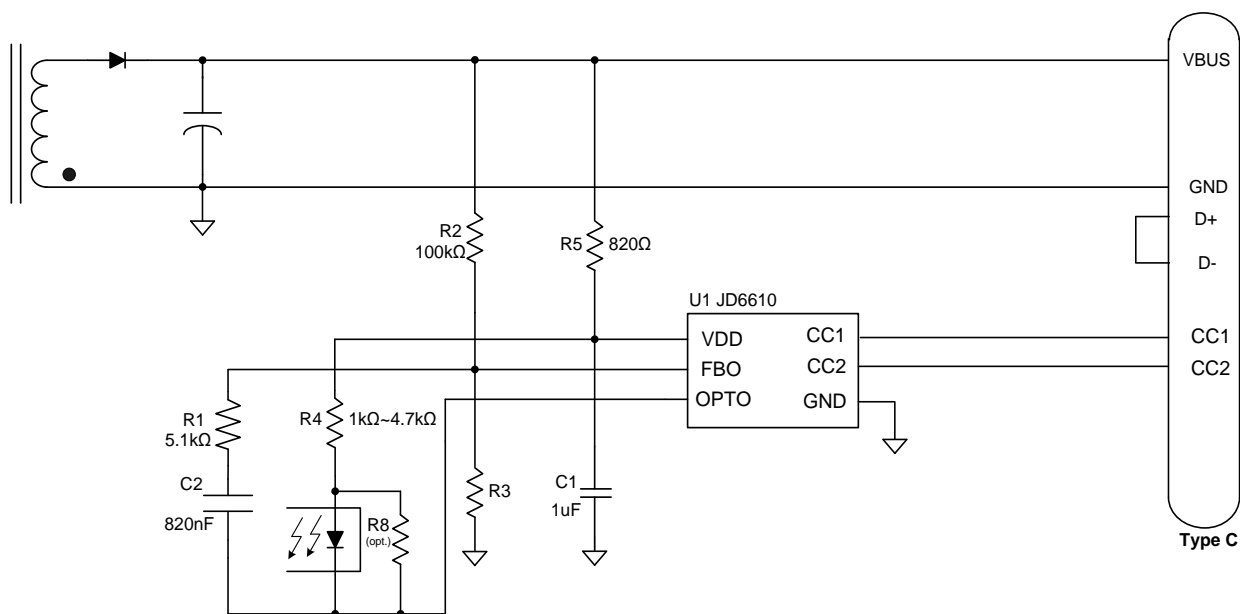 VBUS
GND
D+
D-
R2
100kΩ
R5 820Ω
U1 JD6610
VDD CC1
FBO CC2
OPTO GND
CC1
CC2
R1
5.1kΩ
R4 1kΩ~4.7kΩ
C2
820nF
R8
(opt.)
R3
C1
1uF
Type C